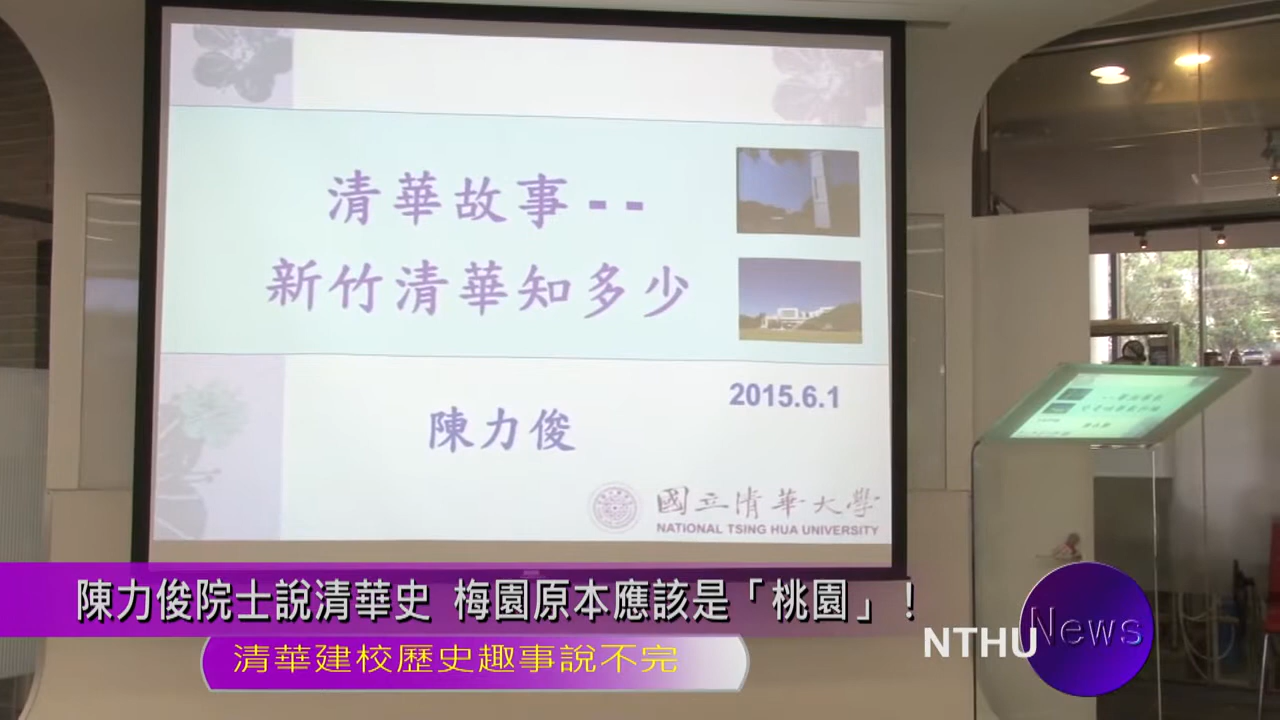 清華故事--
新竹清華知多少
陳力俊
2015.6.1
國立清華大學
NATIONAL TSING HUA UNIVERSITY
陳力俊院士說清華史 梅園原本應該是「桃園」！
清華建校歷史趣事說不完
NTHU News